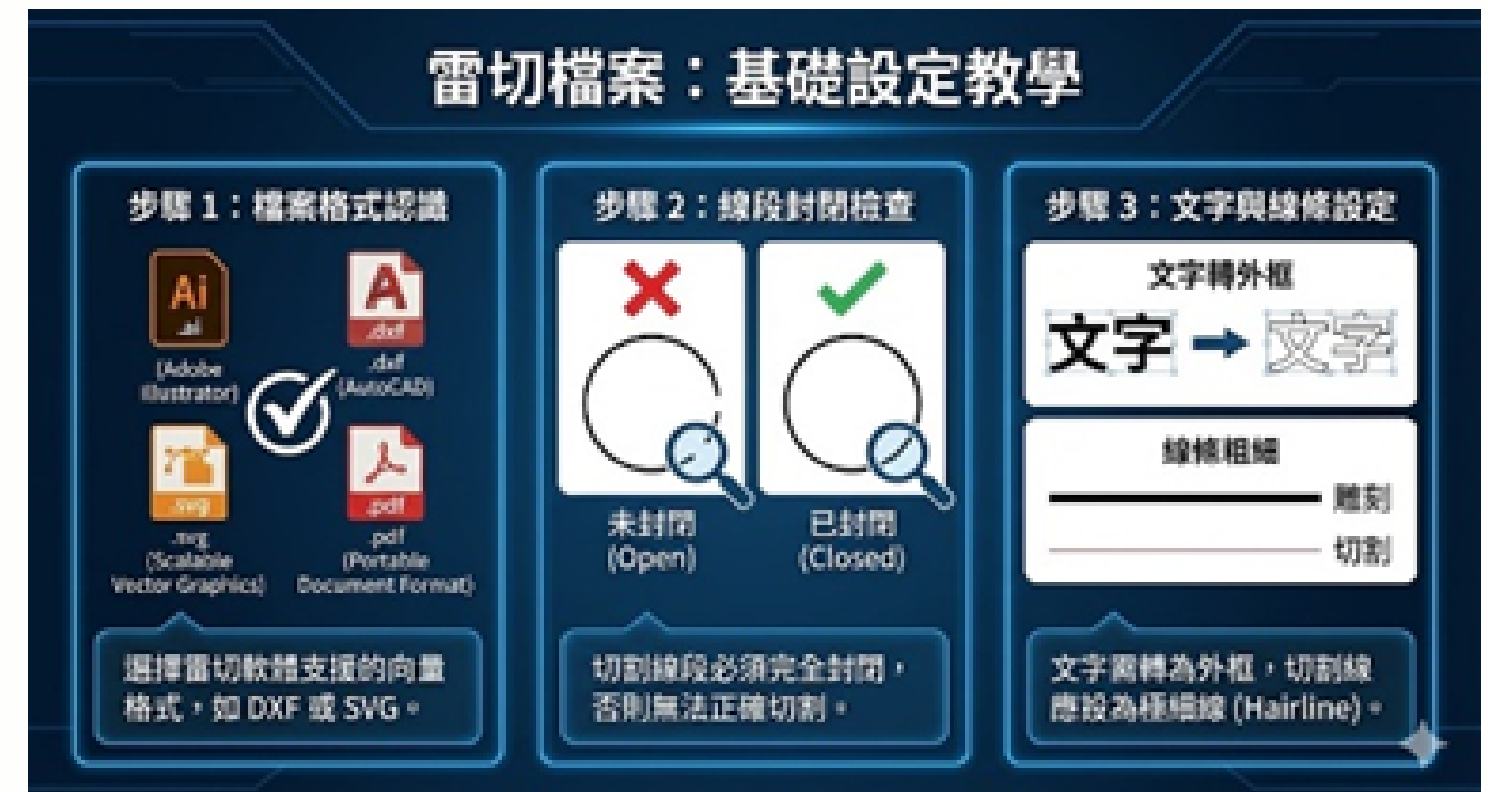 雷切檔案：基礎設定教學
步驟 1：檔案格式認識
Ai
.ai
(Adobe
Illustrator)
A
.dxf
.dxf
(AutoCAD)
.svg
.svg
(Scalable
Vector Graphics)
.pdf
.pdf
(Portable
Document Format)
選擇雷切軟體支援的向量
格式，如 DXF 或 SVG。
步驟 2：線段封閉檢查
未封閉
(Open)
已封閉
(Closed)
切割線段必須完全封閉，
否則無法正確切割。
步驟 3：文字與線條設定
文字轉外框
文字
文字
線條粗細
雕刻
切割
文字需轉為外框，切割線
應設為極細線 (Hairline)。